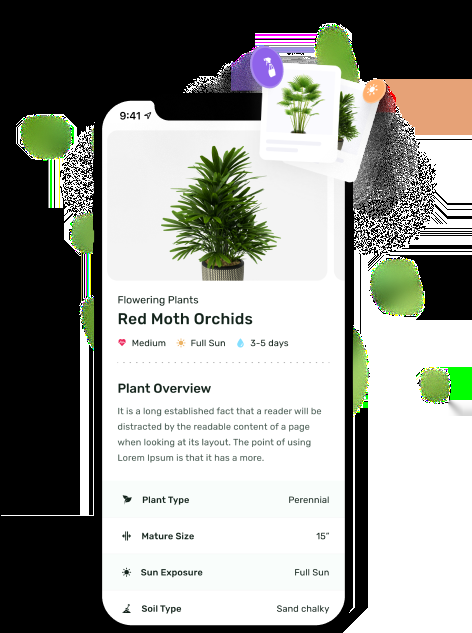 9:41
Flowering Plants
Red Moth Orchids
Medium Full Sun 3-5 days
Plant Overview
It is a long established fact that a reader will be
distracted by the readable content of a page
when looking at its layout. The point of using
Lorem Ipsum is that it has a more.
Plant Type Perennial
Mature Size 15"
Sun Exposure Full Sun
Soil Type Sand chalky